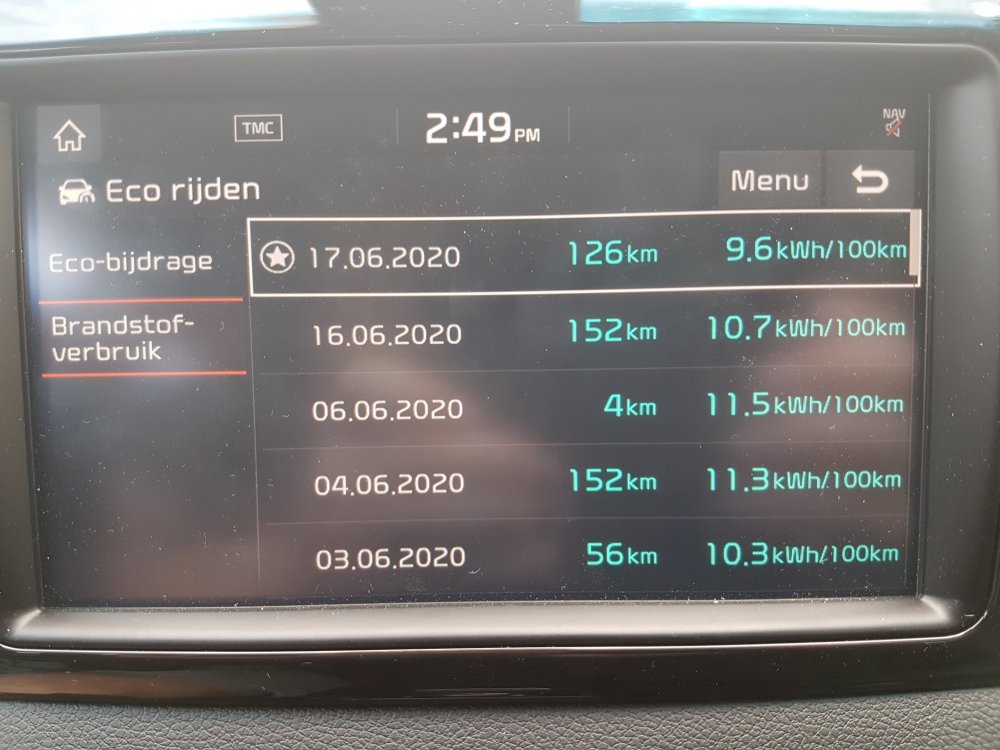 TMC
2:49 PM
NAV
Eco rijden
Menu
Eco-bijdrage
Brandstof-
verbruik
17.06.2020 126km 9.6kWh/100km
16.06.2020 152km 10.7kWh/100km
06.06.2020 4km 11.5kWh/100km
04.06.2020 152km 11.3kWh/100km
03.06.2020 56km 10.3kWh/100km